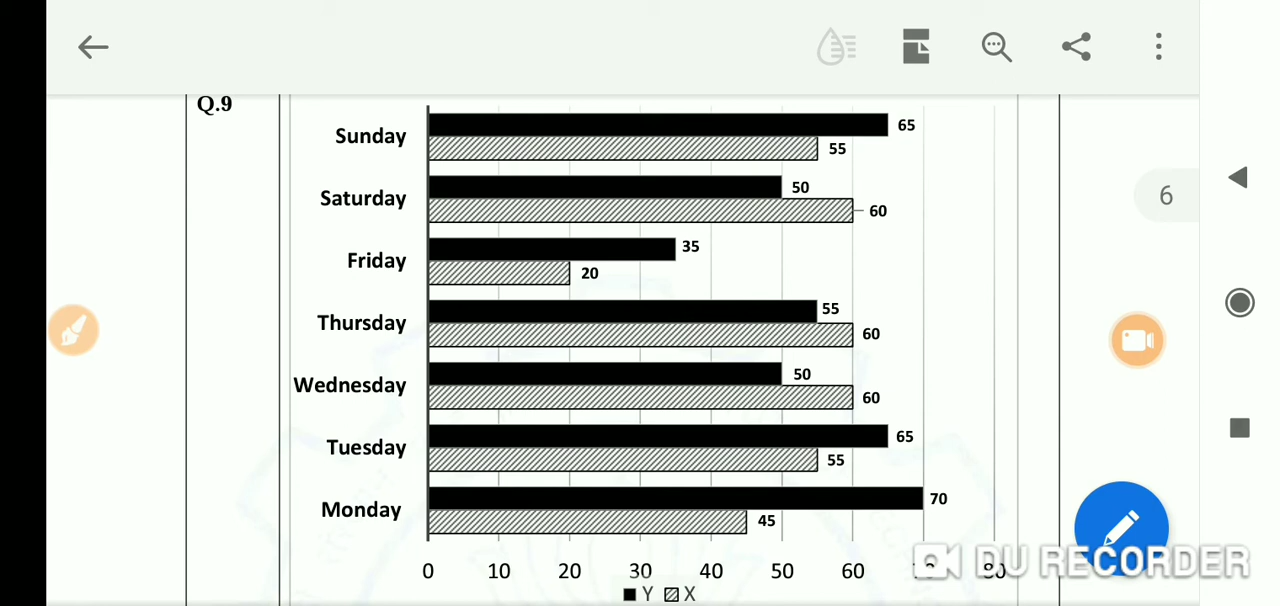 Q.9
Sunday 65
55
Saturday 50
60
6
Friday 35
20
Thursday 55
60
Wednesday 50
60
Tuesday 65
55
Monday 70
45
0 10 20 30 40 50 60 70 80
Y X
DU RECORDER